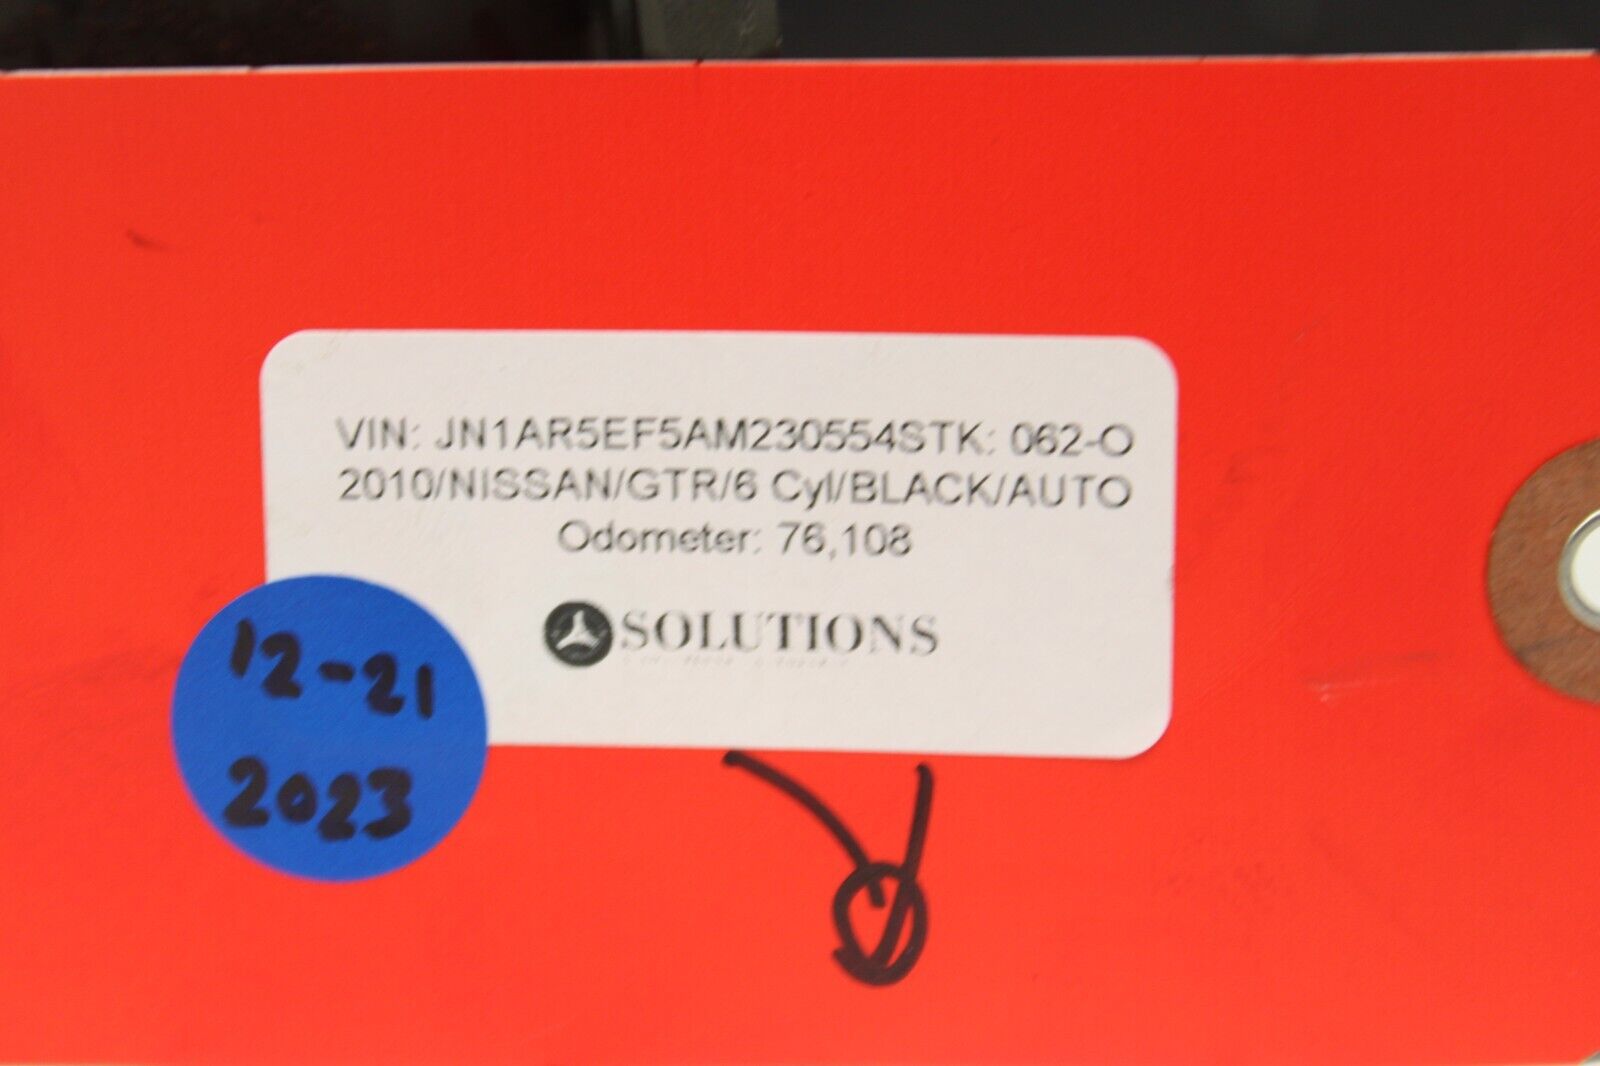 VIN: JN1AR5EF5AM230554STK: 062-O
2010/NISSAN/GTR/6 Cyl/BLACK/AUTO
Odometer: 76,108
SOLUTIONS
12-21
2023